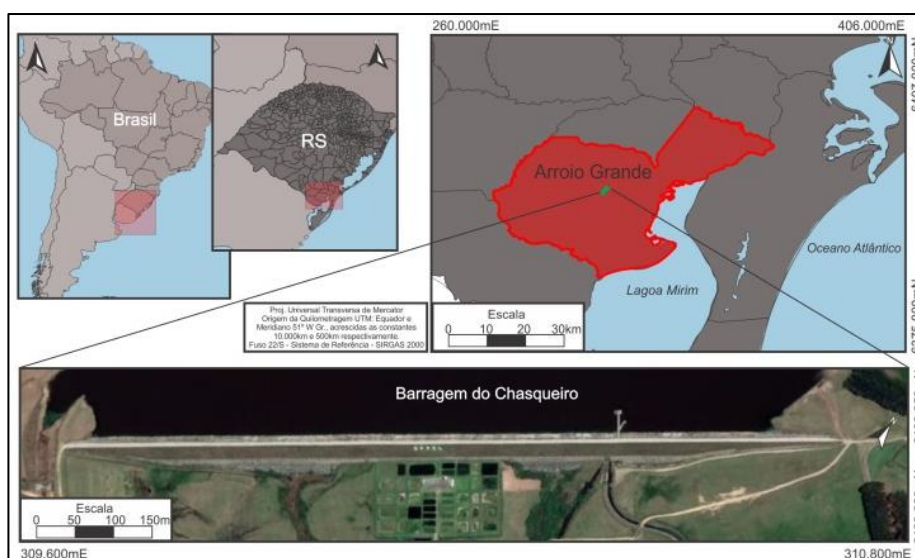 260.000mE
406.000mE
Brasil
RS
Arroio Grande
Oceano Atlântico
Lagoa Mirim
Proj. Universal Transversa de Mercator
Origem da Quilometragem UTM: Equador e
Meridiano 51º W Gr., acrescidas as constantes
10.000km e 500km respectivamente.
Fuso 22/S - Sistema de Referência - SIRGAS 2000
Escala
0 10 20 30km
Barragem do Chasqueiro
Escala
0 50 100 150m
309.600mE
310.800mE